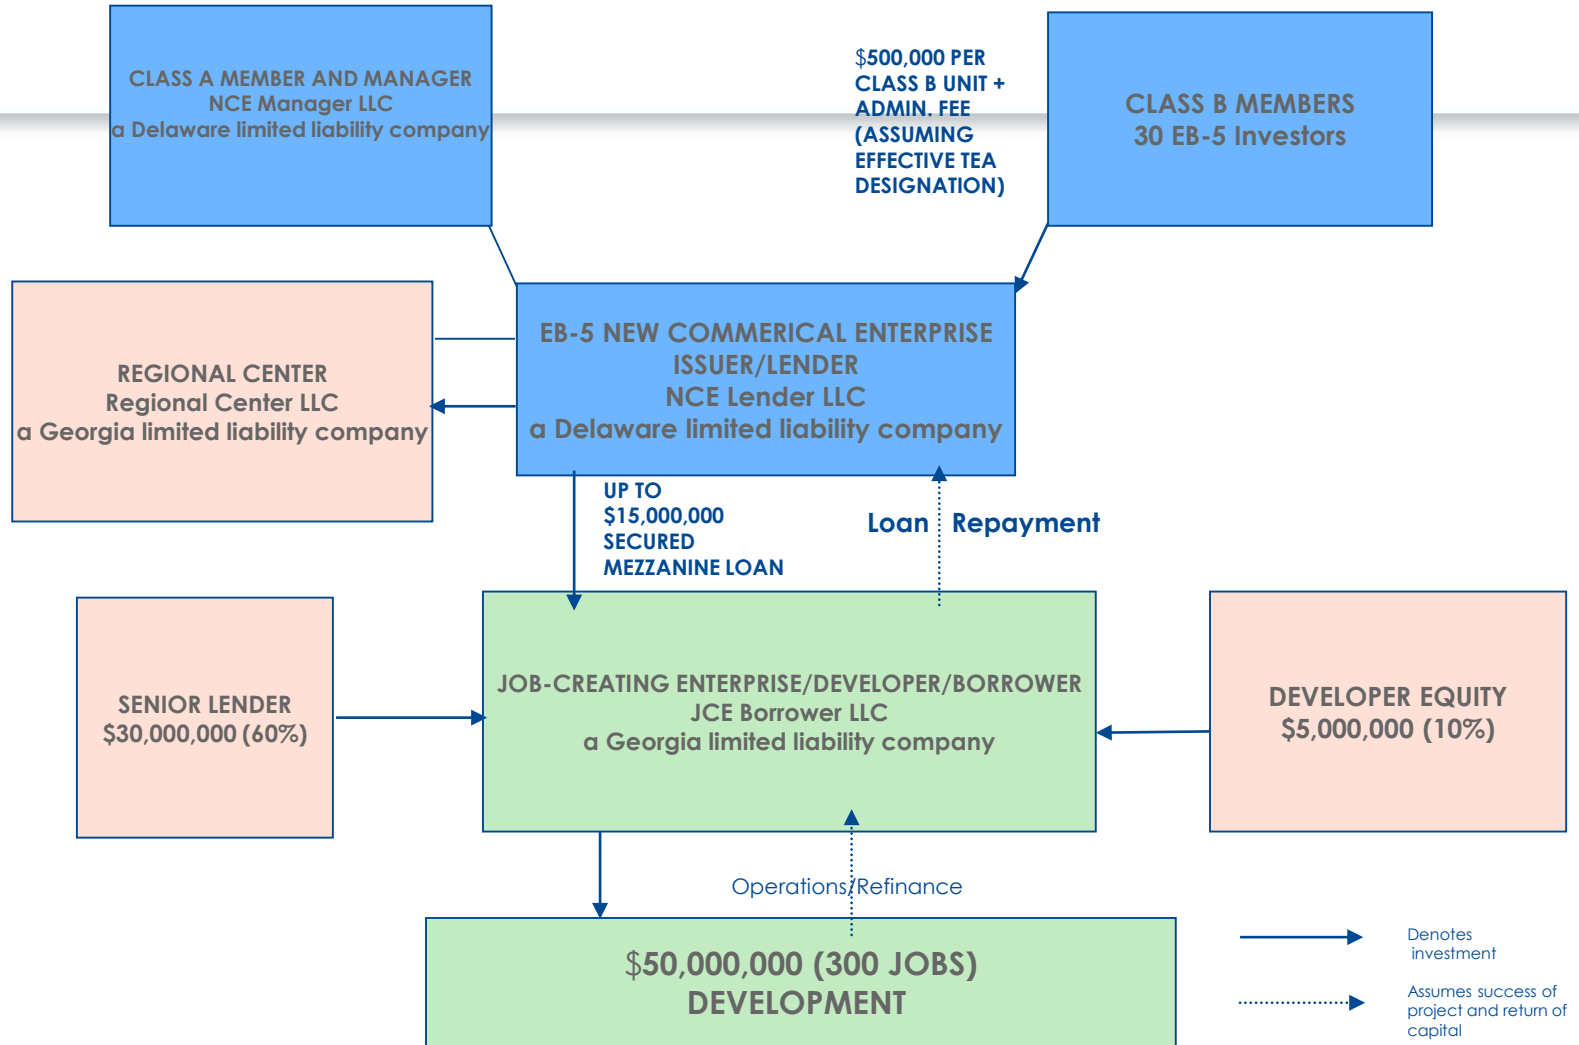 CLASS A MEMBER AND MANAGER
NCE Manager LLC
a Delaware limited liability company
$500,000 PER
CLASS B UNIT +
ADMIN. FEE
(ASSUMING
EFFECTIVE TEA
DESIGNATION)
CLASS B MEMBERS
30 EB-5 Investors
REGIONAL CENTER
Regional Center LLC
a Georgia limited liability company
EB-5 NEW COMMERICAL ENTERPRISE
ISSUER/LENDER
NCE Lender LLC
a Delaware limited liability company
UP TO
$15,000,000
SECURED
MEZZANINE LOAN
Loan Repayment
SENIOR LENDER
$30,000,000 (60%)
JOB-CREATING ENTERPRISE/DEVELOPER/BORROWER
JCE Borrower LLC
a Georgia limited liability company
DEVELOPER EQUITY
$5,000,000 (10%)
Operations/Refinance
$50,000,000 (300 JOBS)
DEVELOPMENT
Denotes
investment
Assumes success of
project and return of
capital